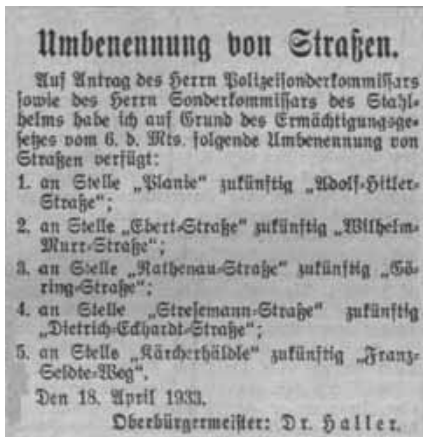 Umbenennung von Straßen.
Auf Antrag des Herrn Polizeisonderkommissars
sowie des Herrn Sonderkommissars des Stahl-
helms habe ich auf Grund des Ermächtigungsge-
setzes vom 6. d. Mts. folgende Umbenennung von
Straßen verfügt:
1. an Stelle „Planie“ zukünftig „Adolf-Hitler-
Straße“;
2. an Stelle „Ebert-Straße“ zukünftig „Wilhelm-
Murr-Straße“;
3. an Stelle „Rathenau-Straße“ zukünftig „Gö-
ring-Straße“;
4. an Stelle „Stresemann-Straße“ zukünftig
„Dietrich-Eckhardt-Straße“;
5. an Stelle „Kärcherhäldle“ zukünftig „Franz-
Seldte-Weg“.
Den 18. April 1933.
Oberbürgermeister: Dr. Haller.